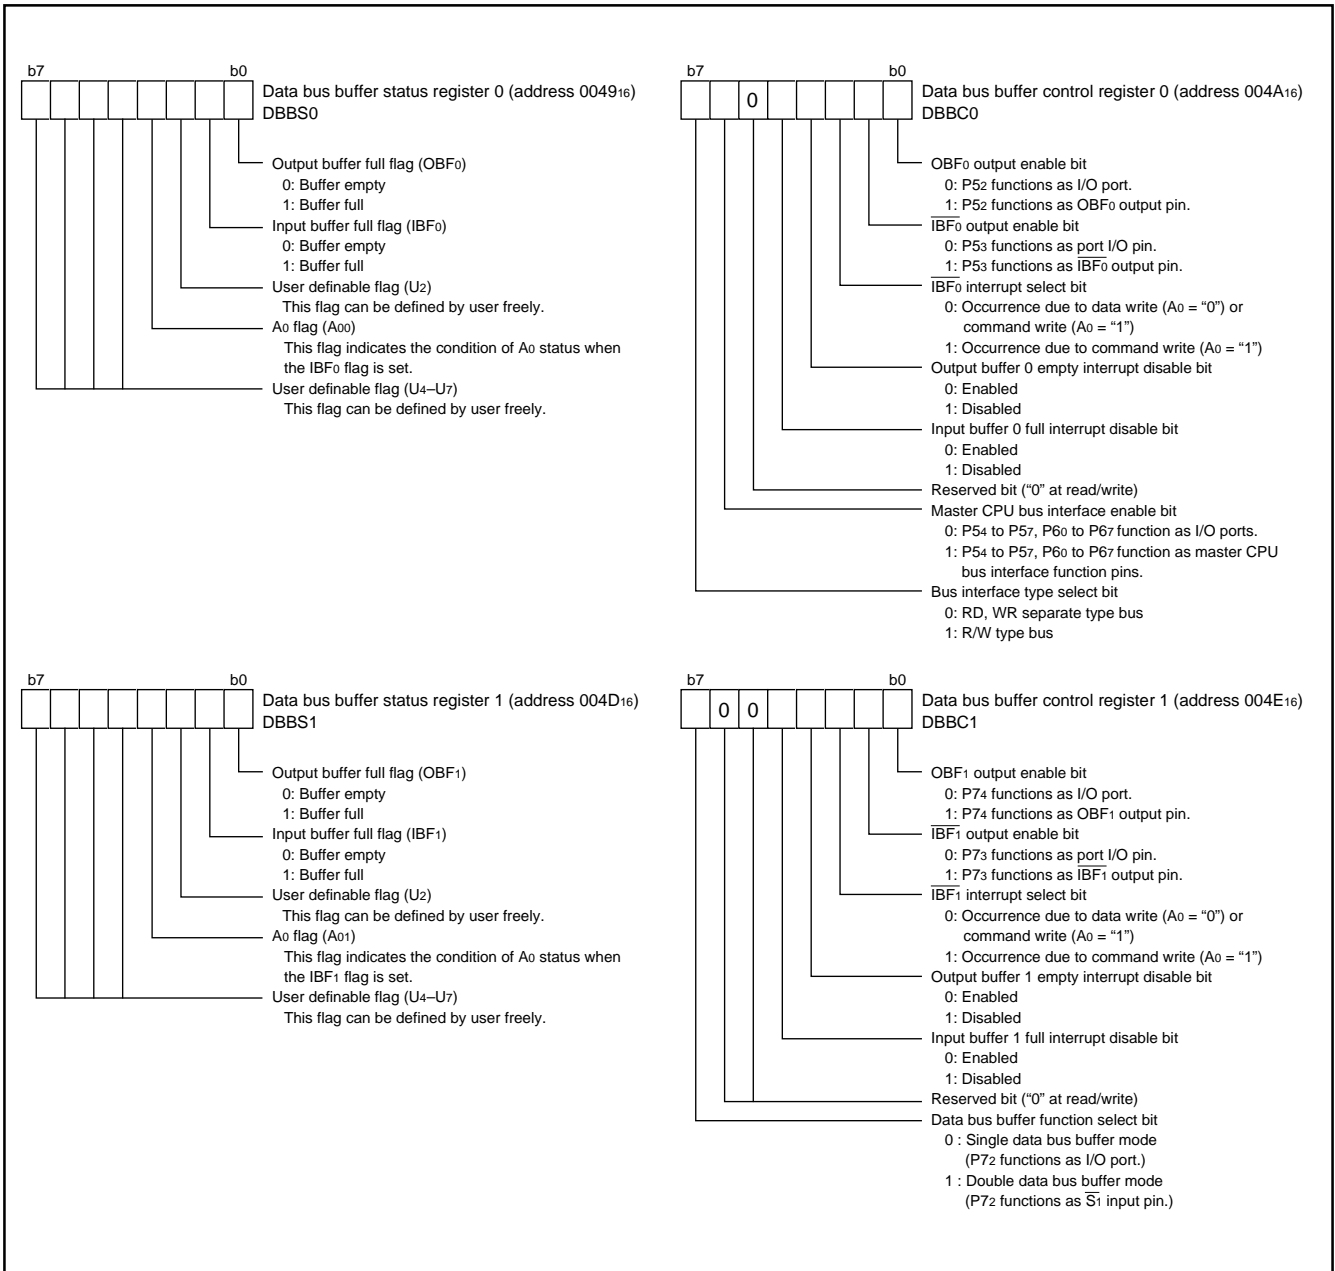 b7 b0
Data bus buffer status register 0 (address 004916)
DBBS0
Output buffer full flag (OBF0)
0: Buffer empty
1: Buffer full
Input buffer full flag (IBF0)
0: Buffer empty
1: Buffer full
User definable flag (U2)
This flag can be defined by user freely.
A0 flag (A00)
This flag indicates the condition of A0 status when
the IBF0 flag is set.
User definable flag (U4–U7)
This flag can be defined by user freely.
b7 b0
0
Data bus buffer control register 0 (address 004A16)
DBBC0
OBF0 output enable bit
0: P52 functions as I/O port.
1: P52 functions as OBF0 output pin.
IBF0 output enable bit
0: P53 functions as port I/O pin.
1: P53 functions as IBF0 output pin.
IBF0 interrupt select bit
0: Occurrence due to data write (A0 = “0”) or
command write (A0 = “1”)
1: Occurrence due to command write (A0 = “1”)
Output buffer 0 empty interrupt disable bit
0: Enabled
1: Disabled
Input buffer 0 full interrupt disable bit
0: Enabled
1: Disabled
Reserved bit (“0” at read/write)
Master CPU bus interface enable bit
0: P54 to P57, P60 to P67 function as I/O ports.
1: P54 to P57, P60 to P67 function as master CPU
bus interface function pins.
Bus interface type select bit
0: RD, WR separate type bus
1: R/W type bus
b7 b0
Data bus buffer status register 1 (address 004D16)
DBBS1
Output buffer full flag (OBF1)
0: Buffer empty
1: Buffer full
Input buffer full flag (IBF1)
0: Buffer empty
1: Buffer full
User definable flag (U2)
This flag can be defined by user freely.
A0 flag (A01)
This flag indicates the condition of A0 status when
the IBF1 flag is set.
User definable flag (U4–U7)
This flag can be defined by user freely.
b7 b0
0 0
Data bus buffer control register 1 (address 004E16)
DBBC1
OBF1 output enable bit
0: P74 functions as I/O port.
1: P74 functions as OBF1 output pin.
IBF1 output enable bit
0: P73 functions as port I/O pin.
1: P73 functions as IBF1 output pin.
IBF1 interrupt select bit
0: Occurrence due to data write (A0 = “0”) or
command write (A0 = “1”)
1: Occurrence due to command write (A0 = “1”)
Output buffer 1 empty interrupt disable bit
0: Enabled
1: Disabled
Input buffer 1 full interrupt disable bit
0: Enabled
1: Disabled
Reserved bit (“0” at read/write)
Data bus buffer function select bit
0 : Single data bus buffer mode
(P72 functions as I/O port.)
1 : Double data bus buffer mode
(P72 functions as S1 input pin.)